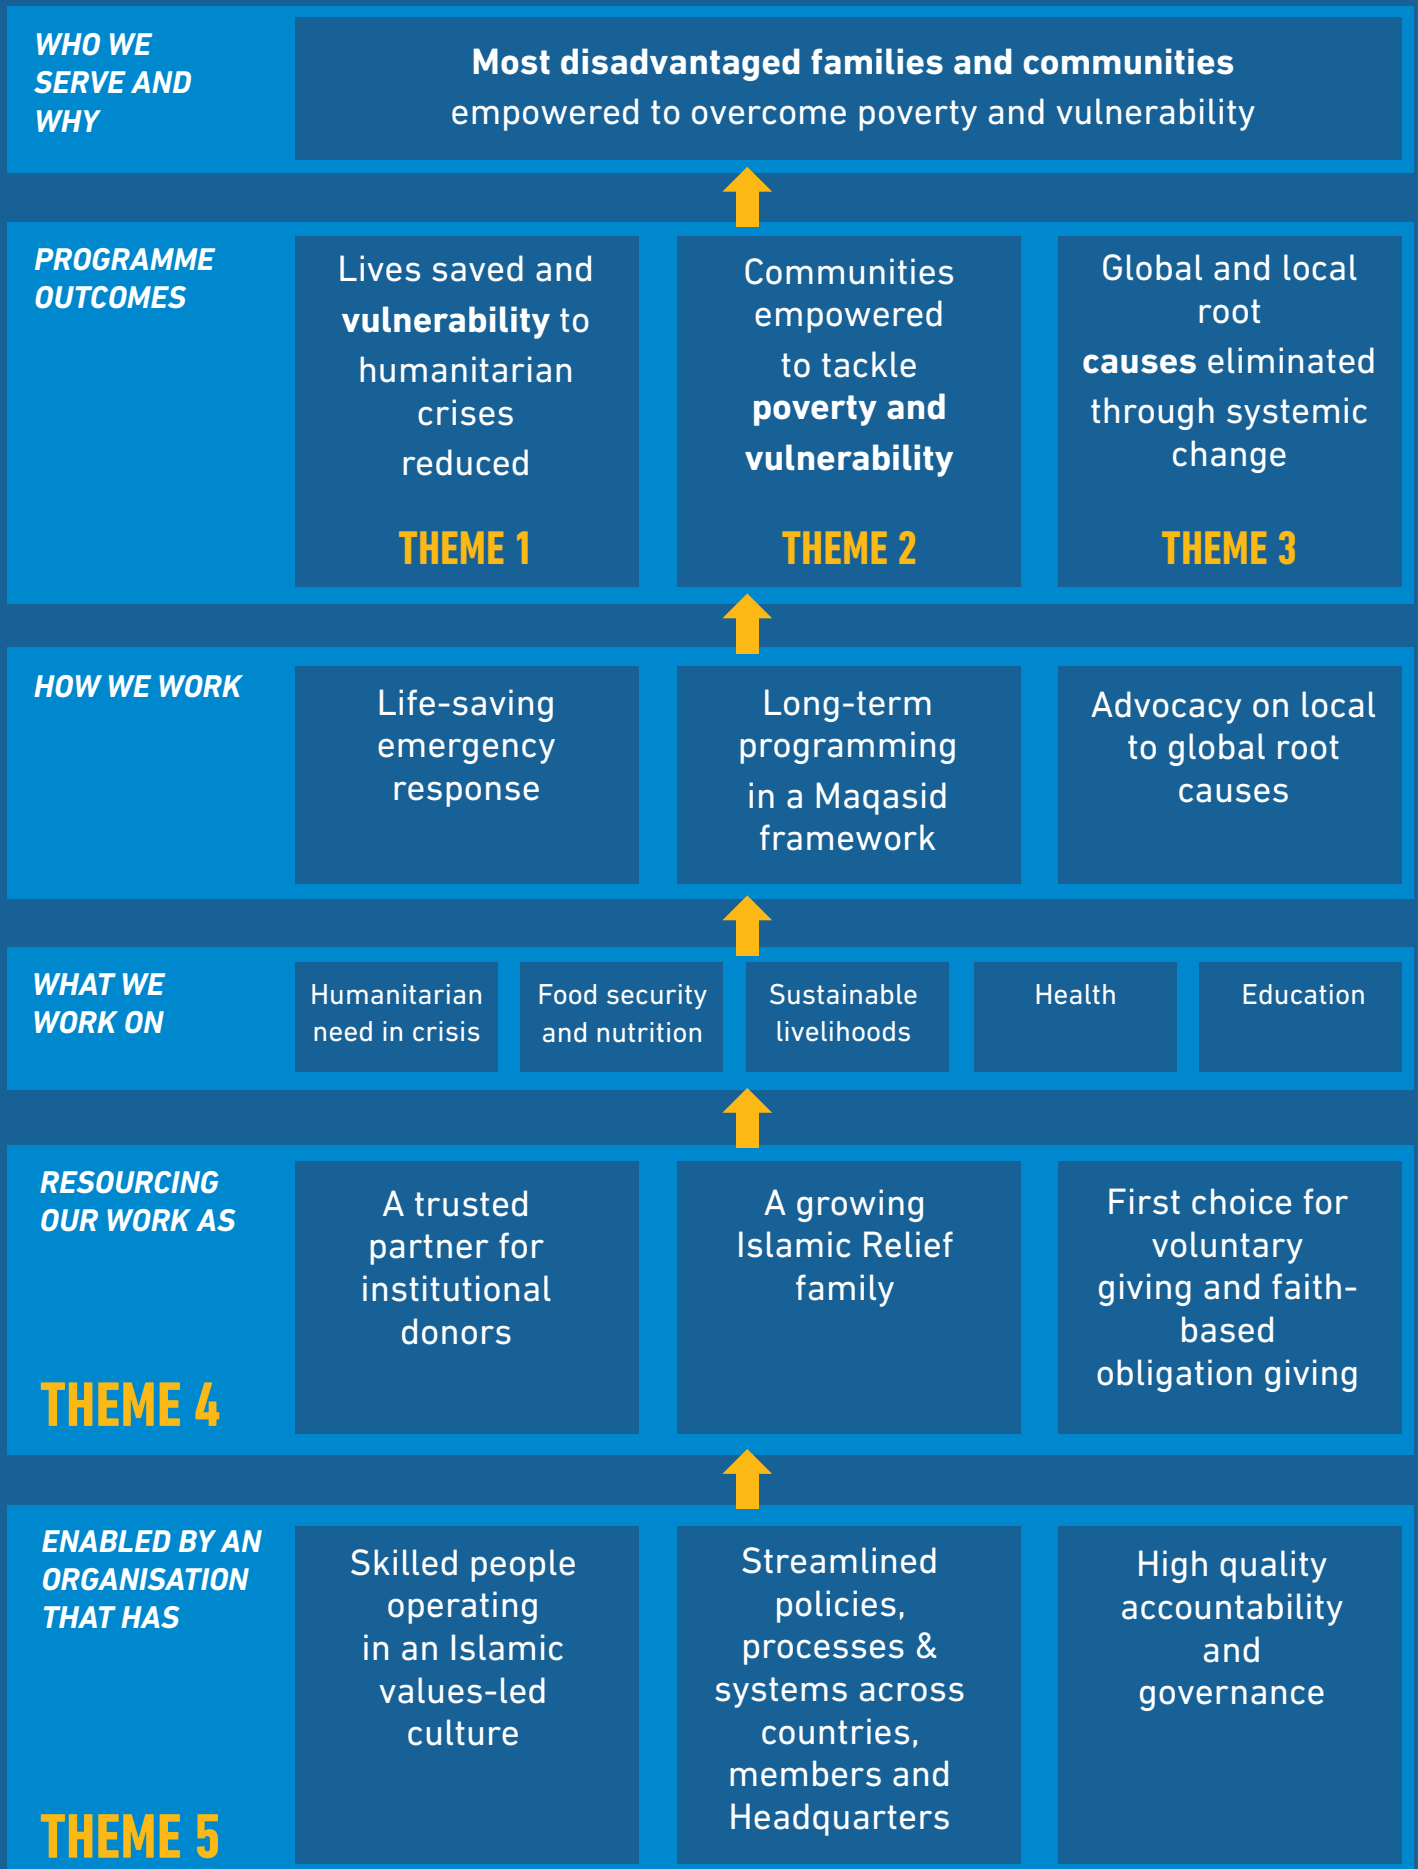 WHO WE
SERVE AND
WHY
Most disadvantaged families and communities
empowered to overcome poverty and vulnerability
PROGRAMME
OUTCOMES
Lives saved and
vulnerability to
humanitarian
crises
reduced
THEME 1
Communities
empowered
to tackle
poverty and
vulnerability
THEME 2
Global and local
root
causes eliminated
through systemic
change
THEME 3
HOW WE WORK
Life-saving
emergency
response
Long-term
programming
in a Maqasid
framework
Advocacy on local
to global root
causes
WHAT WE
WORK ON
Humanitarian
need in crisis
Food security
and nutrition
Sustainable
livelihoods
Health
Education
RESOURCING
OUR WORK AS
THEME 4
A trusted
partner for
institutional
donors
A growing
Islamic Relief
family
First choice for
voluntary
giving and faith-
based
obligation giving
ENABLED BY AN
ORGANISATION
THAT HAS
THEME 5
Skilled people
operating
in an Islamic
values-led
culture
Streamlined
policies,
processes &
systems across
countries,
members and
Headquarters
High quality
accountability
and
governance